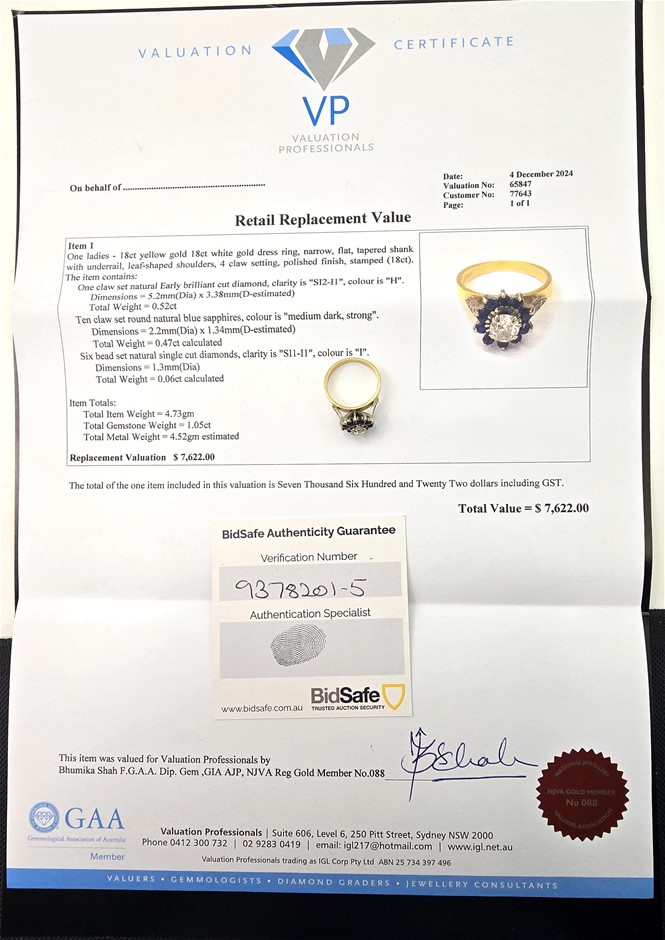 VALUATION CERTIFICATE
VP
VALUATION
PROFESSIONALS
On behalf of
Date: 4 December 2024
Valuation No: 65847
Customer No: 77643
Page: 1 of 1
Retail Replacement Value
Item 1
One ladies - 18ct yellow gold 18ct white gold dress ring, narrow, flat, tapered shank
with underrail, leaf-shaped shoulders, 4 claw setting, polished finish, stamped (18ct).
The item contains:
One claw set natural Early brilliant cut diamond, clarity is "SI2-I1", colour is "H".
Dimensions = 5.2mm(Dia) x 3.38mm(D-estimated)
Total Weight = 0.52ct
Ten claw set round natural blue sapphires, colour is "medium dark, strong".
Dimensions = 2.2mm(Dia) x 1.34mm(D-estimated)
Total Weight = 0.47ct calculated
Six bead set natural single cut diamonds, clarity is "SI1-I1", colour is "I".
Dimensions = 1.3mm(Dia)
Total Weight = 0.06ct calculated
Item Totals:
Total Item Weight = 4.73gm
Total Gemstone Weight = 1.05ct
Total Metal Weight = 4.52gm estimated
Replacement Valuation $ 7,622.00
The total of the one item included in this valuation is Seven Thousand Six Hundred and Twenty Two dollars including GST.
Total Value = $ 7,622.00
BidSafe Authenticity Guarantee
Verification Number
9378201-5
Authentication Specialist
www.bidsafe.com.au
BidSafe
TRUSTED AUCTION SECURITY
This item was valued for Valuation Professionals by
Bhumika Shah F.G.A.A. Dip. Gem ,GIA AJP, NJVA Reg Gold Member No.088
BShah
NATIONAL JEWELLERY
NJVA GOLD MEMBER
No 088
VALUERS ASSOCIATION
GAA
Gemmological Association of Australia
Member
Valuation Professionals | Suite 606, Level 6, 250 Pitt Street, Sydney NSW 2000
Phone 0412 300 732 | 02 9283 0419 | email: igl217@hotmail.com | www.igl.net.au
Valuation Professionals trading as IGL Corp Pty Ltd ABN 25 734 397 496
VALUERS • GEMMOLOGISTS • DIAMOND GRADERS • JEWELLERY CONSULTANTS